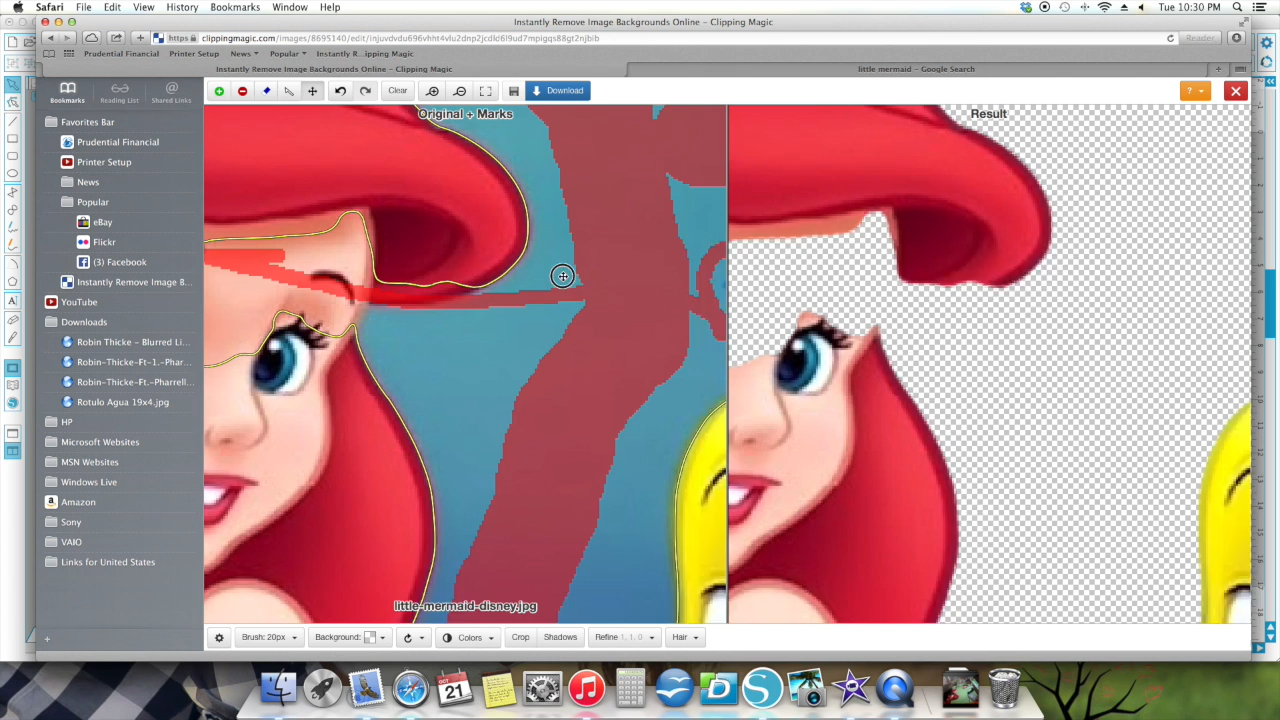 Safari File Edit View History Bookmarks Window Help Tue 10:30 PM
Instantly Remove Image Backgrounds Online – Clipping Magic
https clippingmagic.com/images/8695140/edit/injuvdvdu696vhht4vlu2dnp2jcdld6l9ud7mpigqs88gt2njbib Reader
Prudential Financial Printer Setup News Popular Instantly R...ipping Magic
Instantly Remove Image Backgrounds Online – Clipping Magic little mermaid – Google Search
Bookmarks Reading List Shared Links
Clear Download ?
Original + Marks Result
Favorites Bar
Prudential Financial
Printer Setup
News
Popular
eBay
Flickr
(3) Facebook
Instantly Remove Image B...
YouTube
Downloads
Robin Thicke – Blurred Li...
Robin-Thicke-Ft-1.-Phar...
Robin-Thicke-Ft.-Pharrell...
Rotulo Agua 19x4.jpg
HP
Microsoft Websites
MSN Websites
Windows Live
Amazon
Sony
VAIO
Links for United States
little-mermaid-disney.jpg
Brush: 20px Background: Colors Crop Shadows Refine 1, 1, 0 Hair
OCT
21